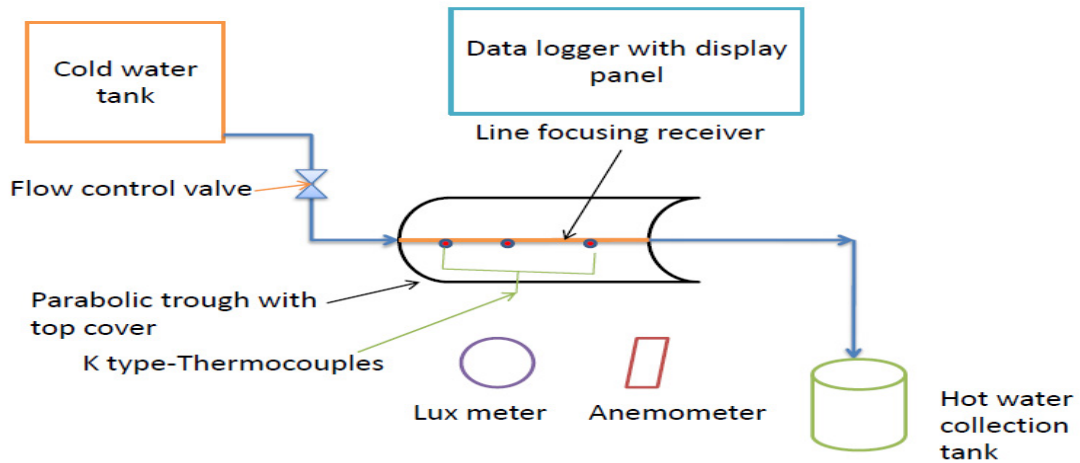 Cold water
tank
Data logger with display
panel
Line focusing receiver
Flow control valve
Parabolic trough with
top cover
K type-Thermocouples
Lux meter
Anemometer
Hot water
collection
tank